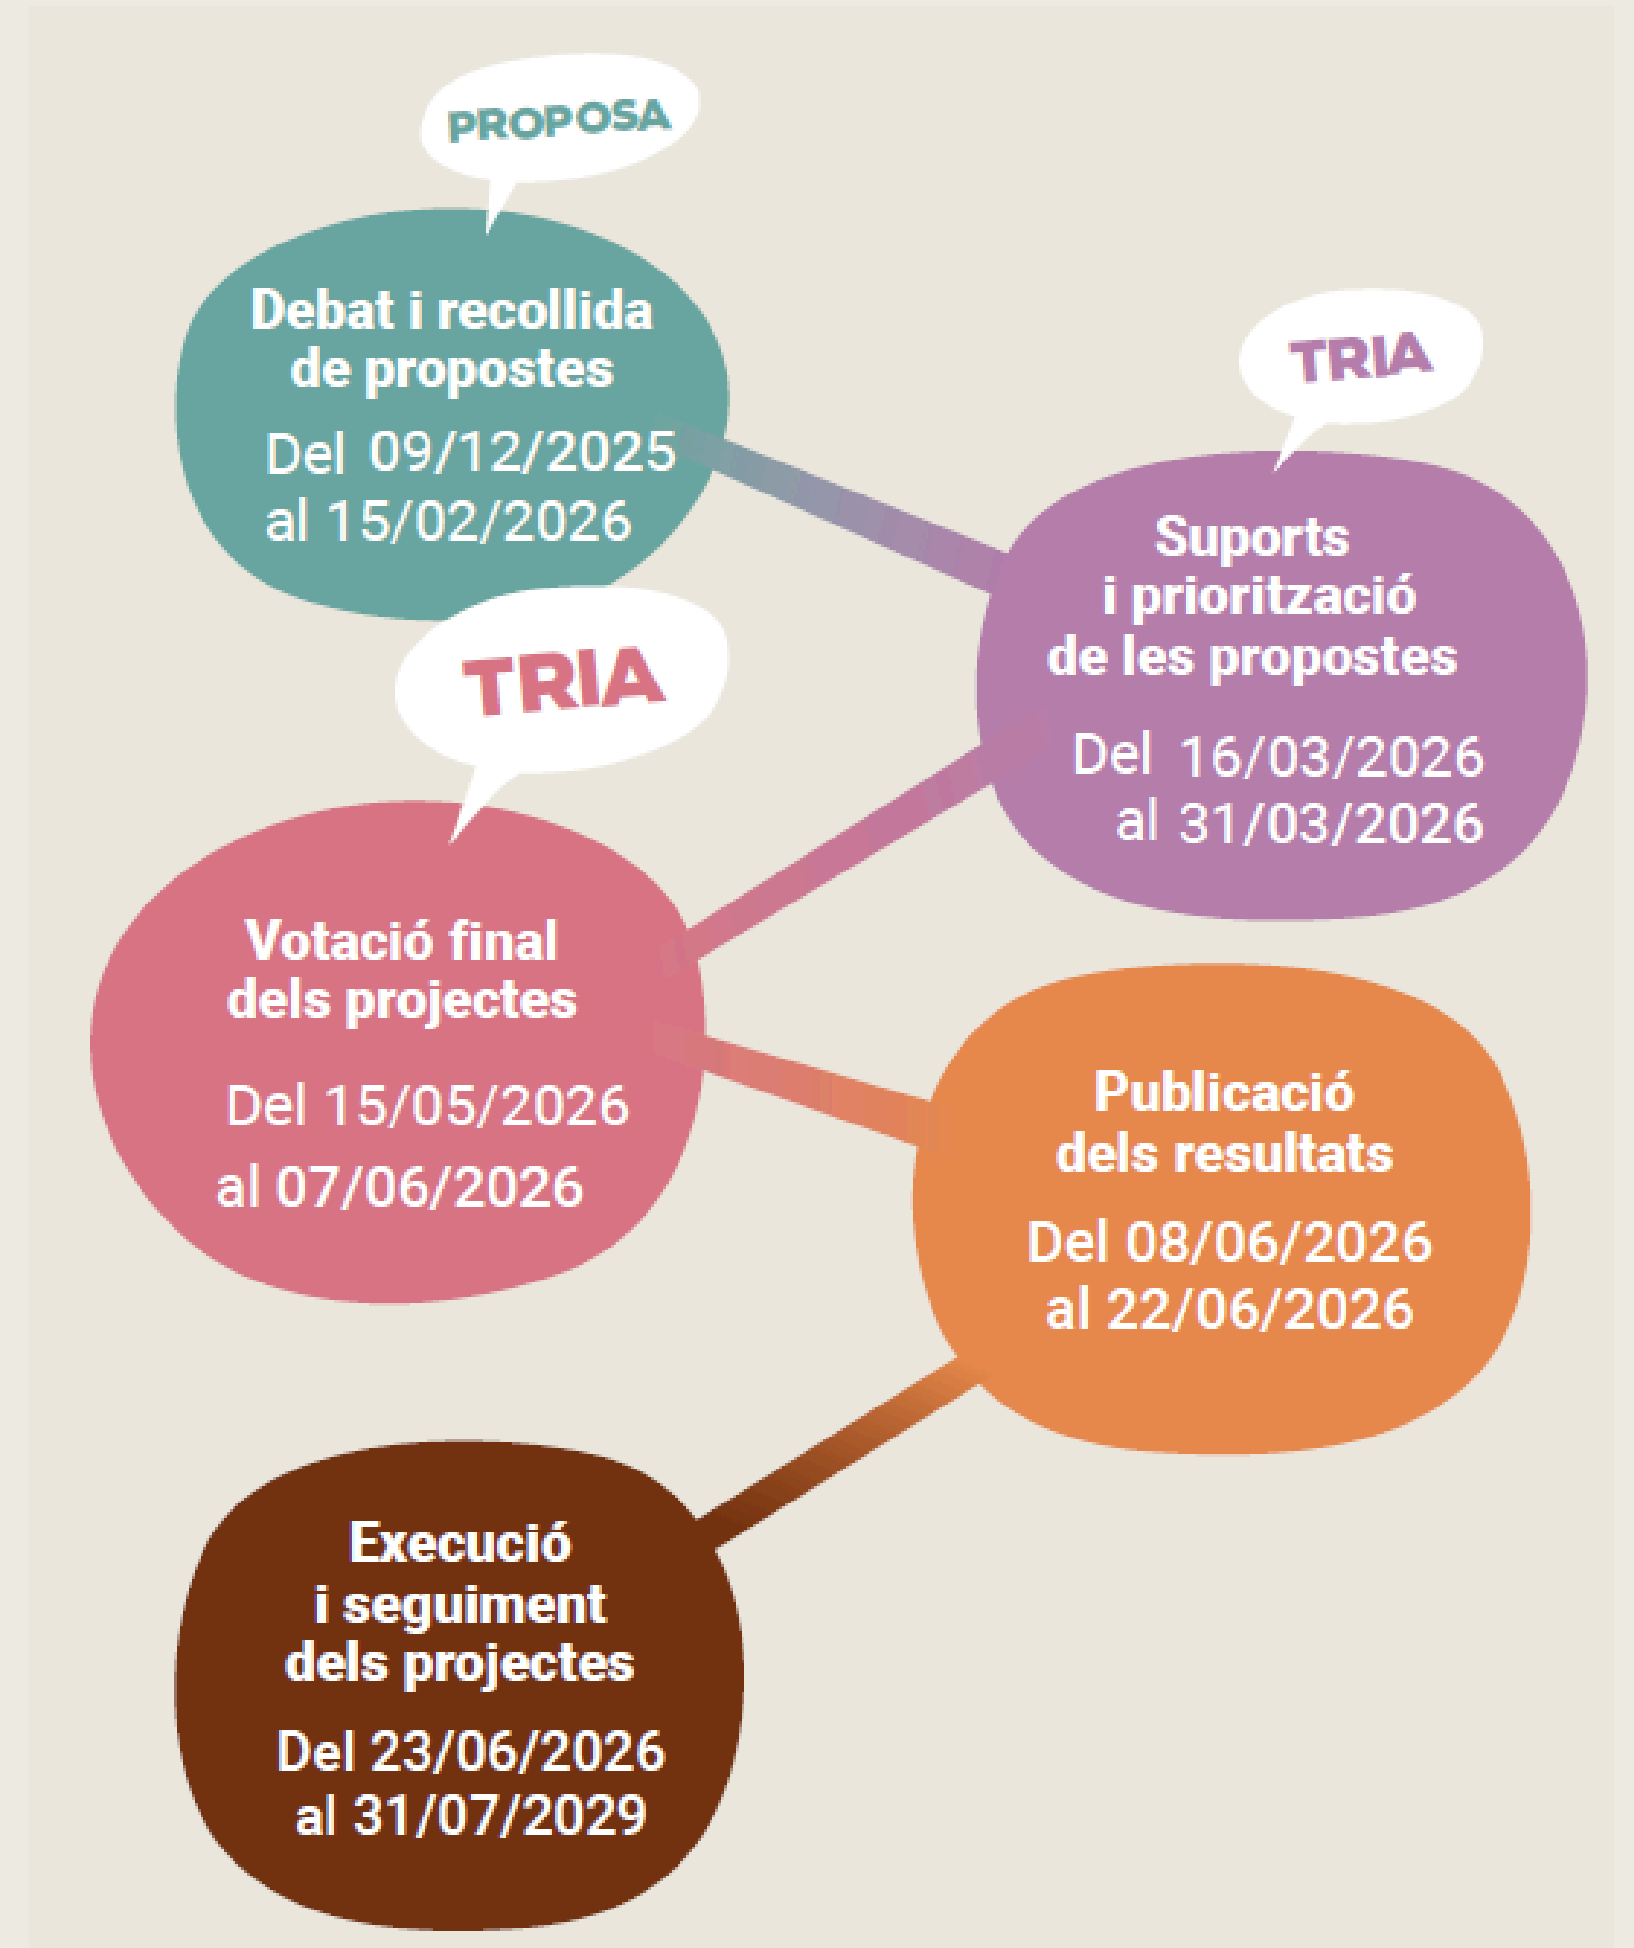 PROPOSA
Debat i recollida
de propostes
Del 09/12/2025
al 15/02/2026
TRIA
Suports
i priorització
de les propostes
Del 16/03/2026
al 31/03/2026
TRIA
Votació final
dels projectes
Del 15/05/2026
al 07/06/2026
Publicació
dels resultats
Del 08/06/2026
al 22/06/2026
Execució
i seguiment
dels projectes
Del 23/06/2026
al 31/07/2029